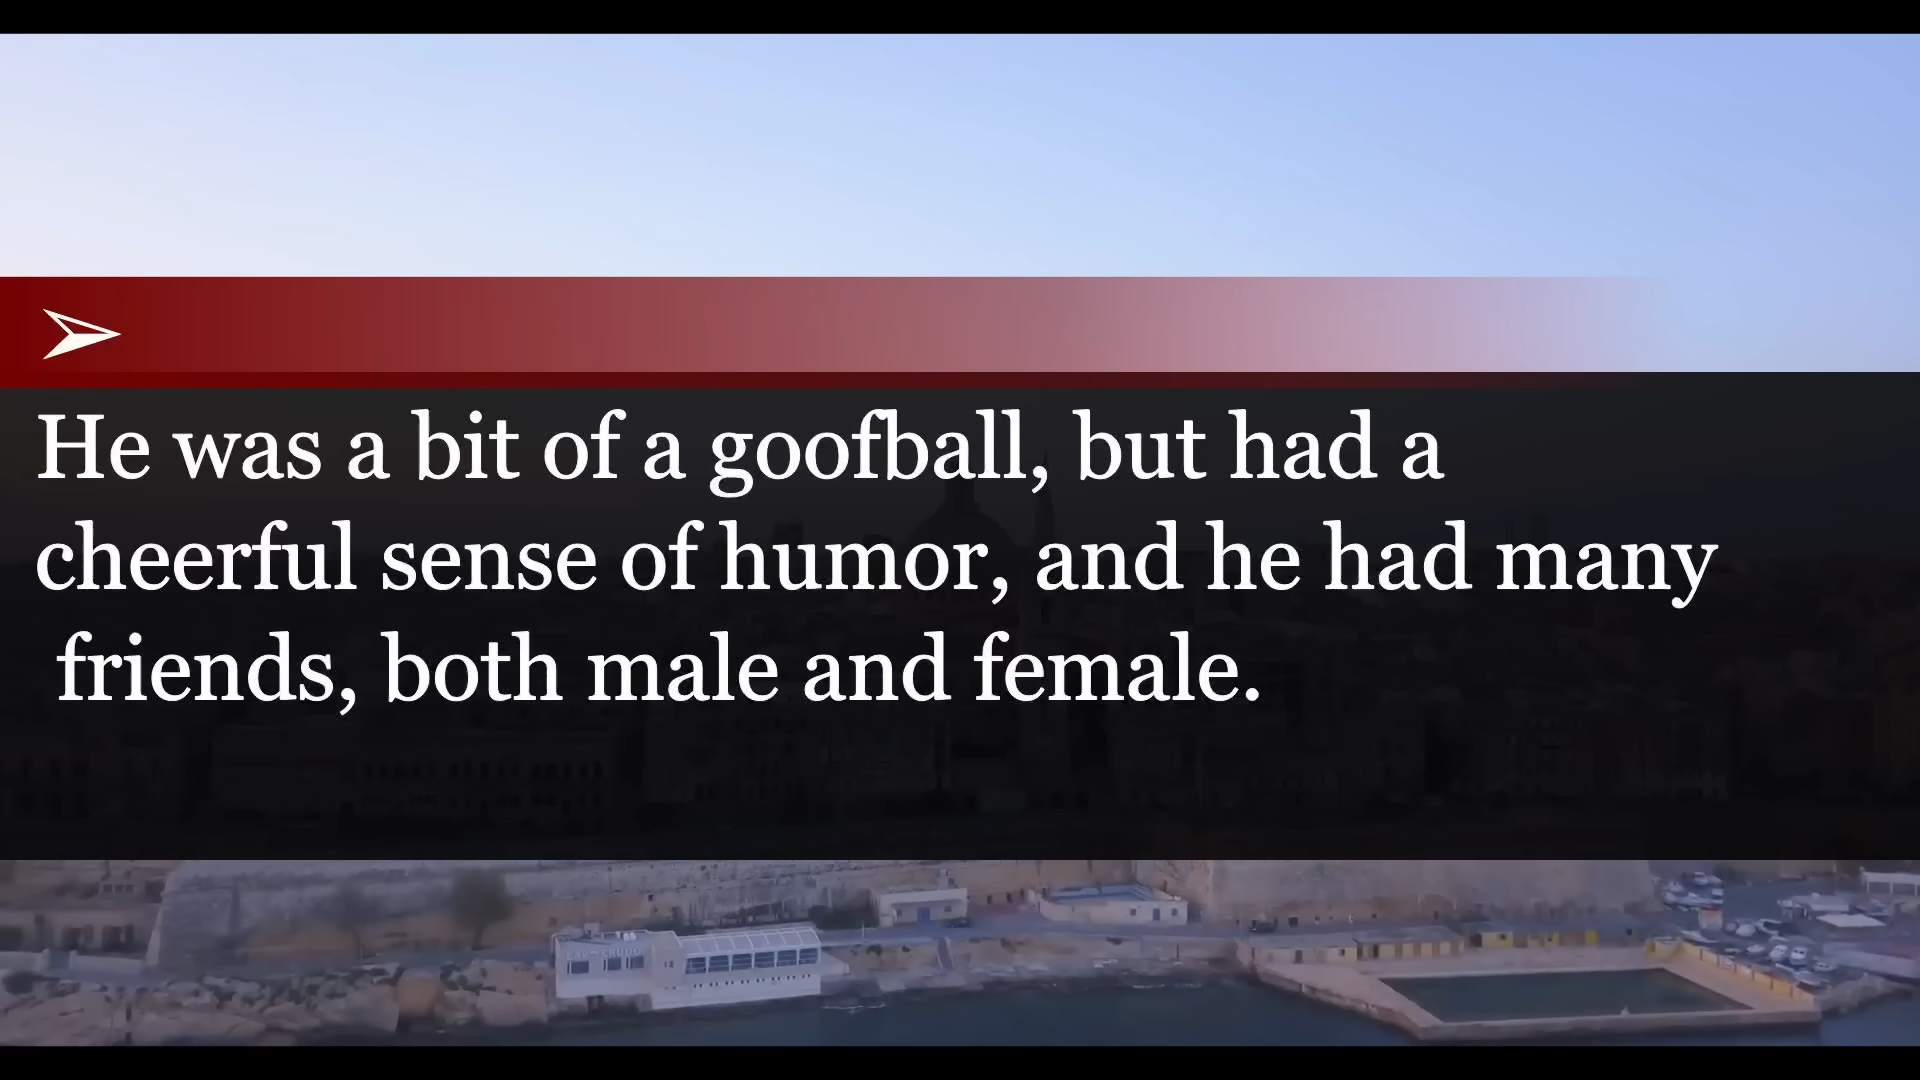 He was a bit of a goofball, but had a
cheerful sense of humor, and he had many
friends, both male and female.